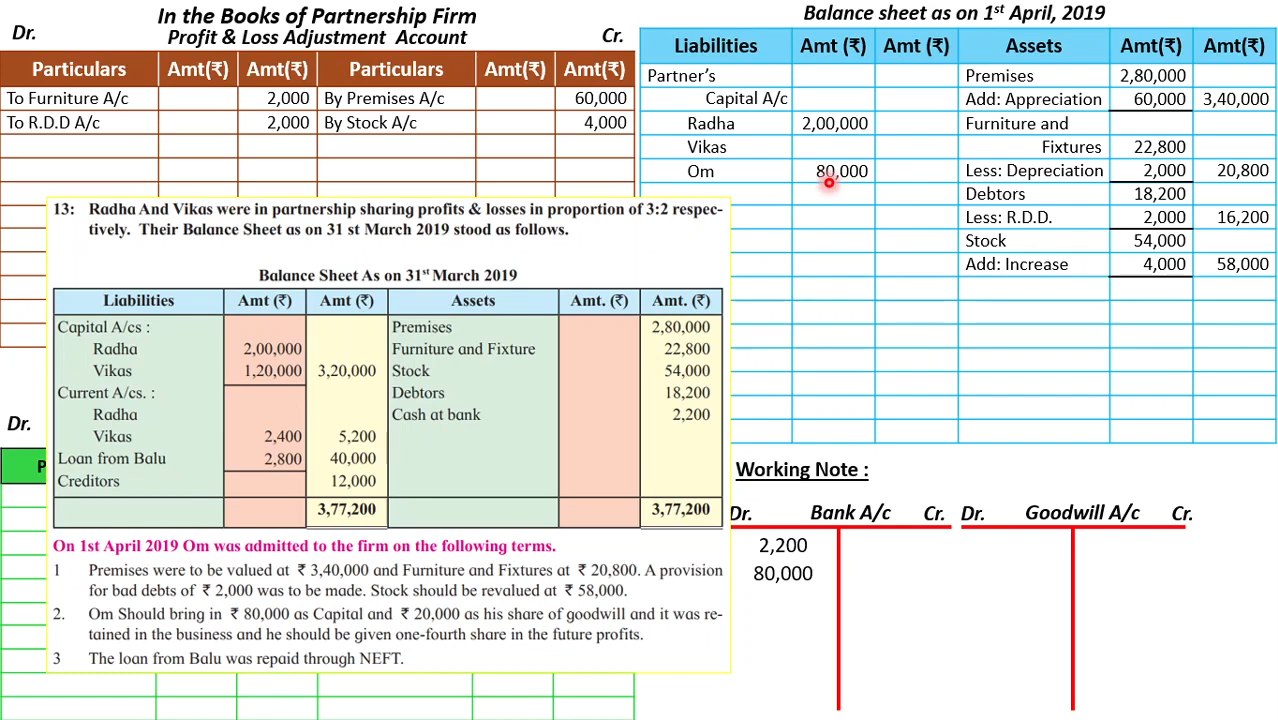 In the Books of Partnership Firm
Dr. Profit & Loss Adjustment Account Cr.
Particulars Amt(₹) Amt(₹) Particulars Amt(₹) Amt(₹)
To Furniture A/c 2,000 By Premises A/c 60,000
To R.D.D A/c 2,000 By Stock A/c 4,000
Balance sheet as on 1st April, 2019
Liabilities Amt (₹) Amt (₹) Assets Amt(₹) Amt(₹)
Partner’s Premises 2,80,000
Capital A/c Add: Appreciation 60,000 3,40,000
Radha 2,00,000 Furniture and
Vikas Fixtures 22,800
Om 80,000 Less: Depreciation 2,000 20,800
Debtors 18,200
Less: R.D.D. 2,000 16,200
Stock 54,000
Add: Increase 4,000 58,000
13: Radha And Vikas were in partnership sharing profits & losses in proportion of 3:2 respec-
tively. Their Balance Sheet as on 31 st March 2019 stood as follows.
Balance Sheet As on 31st March 2019
Liabilities Amt (₹) Amt (₹) Assets Amt. (₹) Amt. (₹)
Capital A/cs : Premises 2,80,000
Radha 2,00,000 Furniture and Fixture 22,800
Vikas 1,20,000 3,20,000 Stock 54,000
Current A/cs. : Debtors 18,200
Radha Cash at bank 2,200
Vikas 2,400 5,200
Loan from Balu 2,800 40,000
Creditors 12,000
3,77,200 3,77,200
On 1st April 2019 Om was admitted to the firm on the following terms.
1 Premises were to be valued at ₹ 3,40,000 and Furniture and Fixtures at ₹ 20,800. A provision
for bad debts of ₹ 2,000 was to be made. Stock should be revalued at ₹ 58,000.
2. Om Should bring in ₹ 80,000 as Capital and ₹ 20,000 as his share of goodwill and it was re-
tained in the business and he should be given one-fourth share in the future profits.
3 The loan from Balu was repaid through NEFT.
Dr.
P
Working Note :
Dr. Bank A/c Cr. Dr. Goodwill A/c Cr.
2,200
80,000